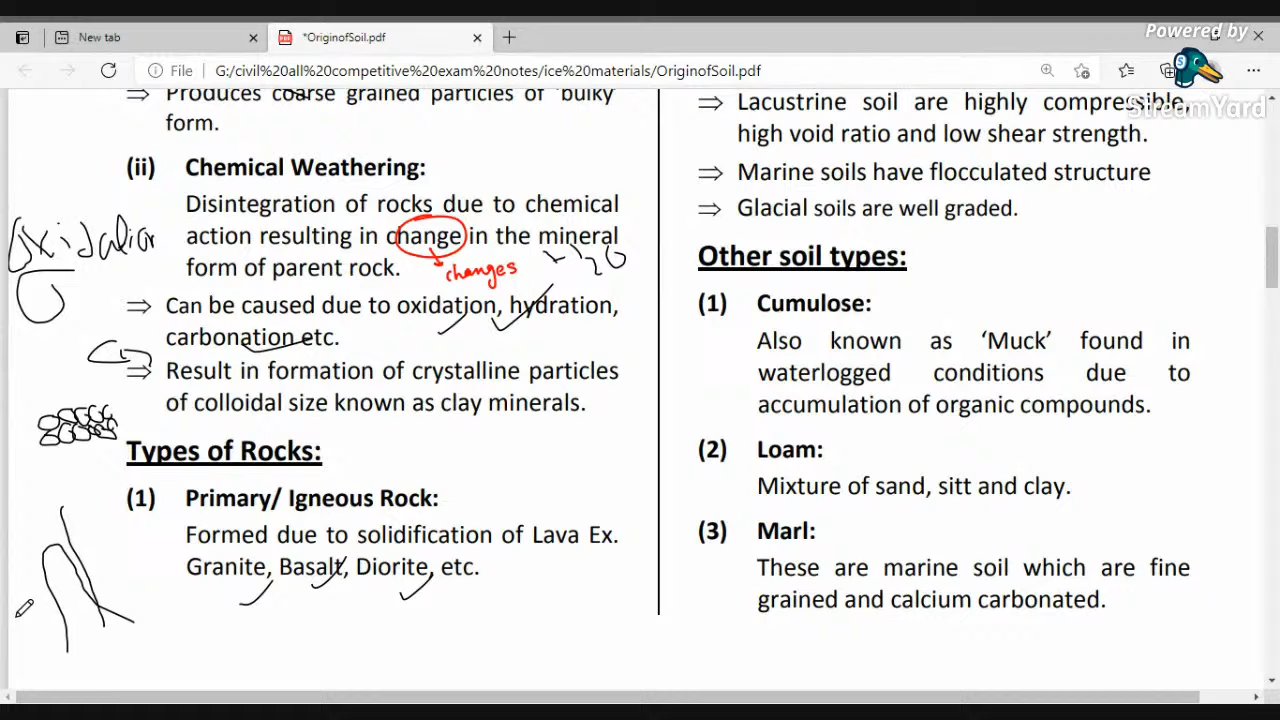 Powered by
New tab
*OriginofSoil.pdf
File
G:/civil%20all%20competitive%20exam%20notes/ice%20materials/OriginofSoil.pdf
StreamYard
Produces coarse grained particles of 'bulky'
form.
(ii) Chemical Weathering:
Disintegration of rocks due to chemical
action resulting in change in the mineral
form of parent rock.
changes
Oxidation
⇒ Can be caused due to oxidation, hydration,
carbonation etc.
⇒ Result in formation of crystalline particles
of colloidal size known as clay minerals.
Types of Rocks:
(1) Primary/ Igneous Rock:
Formed due to solidification of Lava Ex.
Granite, Basalt, Diorite, etc.
⇒ Lacustrine soil are highly compressible,
high void ratio and low shear strength.
⇒ Marine soils have flocculated structure
⇒ Glacial soils are well graded.
Other soil types:
(1) Cumulose:
Also known as 'Muck' found in
waterlogged conditions due to
accumulation of organic compounds.
(2) Loam:
Mixture of sand, sitt and clay.
(3) Marl:
These are marine soil which are fine
grained and calcium carbonated.